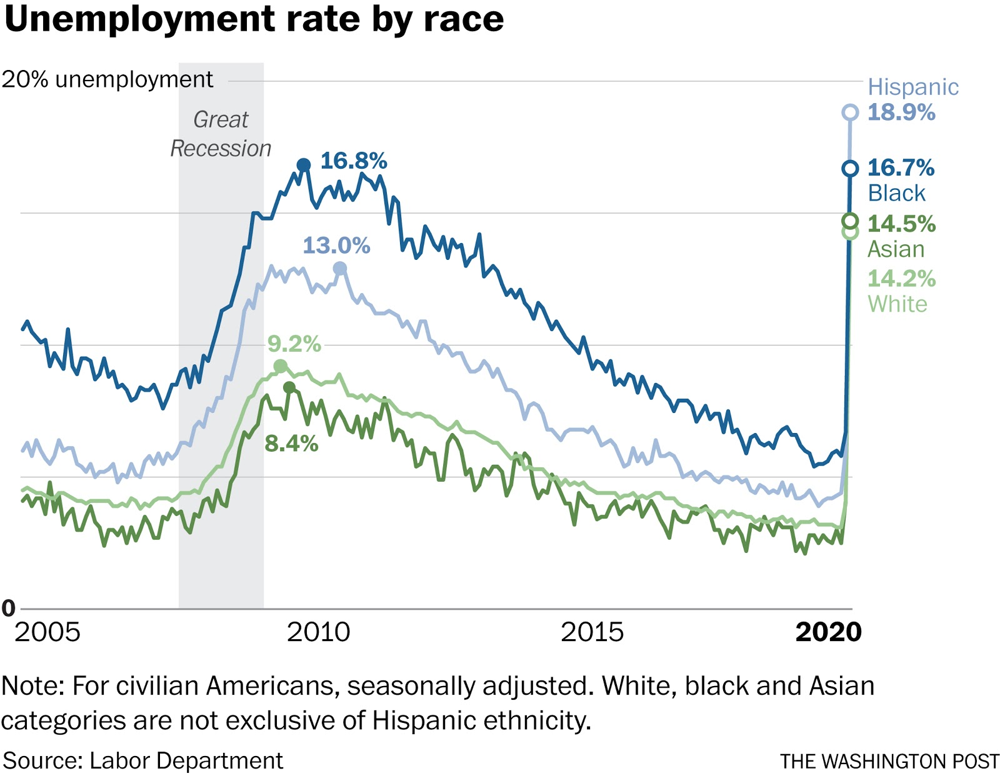 Unemployment rate by race
20% unemployment
Great
Recession
Hispanic
18.9%
16.8%
16.7%
Black
14.5%
Asian
13.0%
14.2%
White
9.2%
8.4%
0
2005 2010 2015 2020
Note: For civilian Americans, seasonally adjusted. White, black and Asian
categories are not exclusive of Hispanic ethnicity.
Source: Labor Department
THE WASHINGTON POST